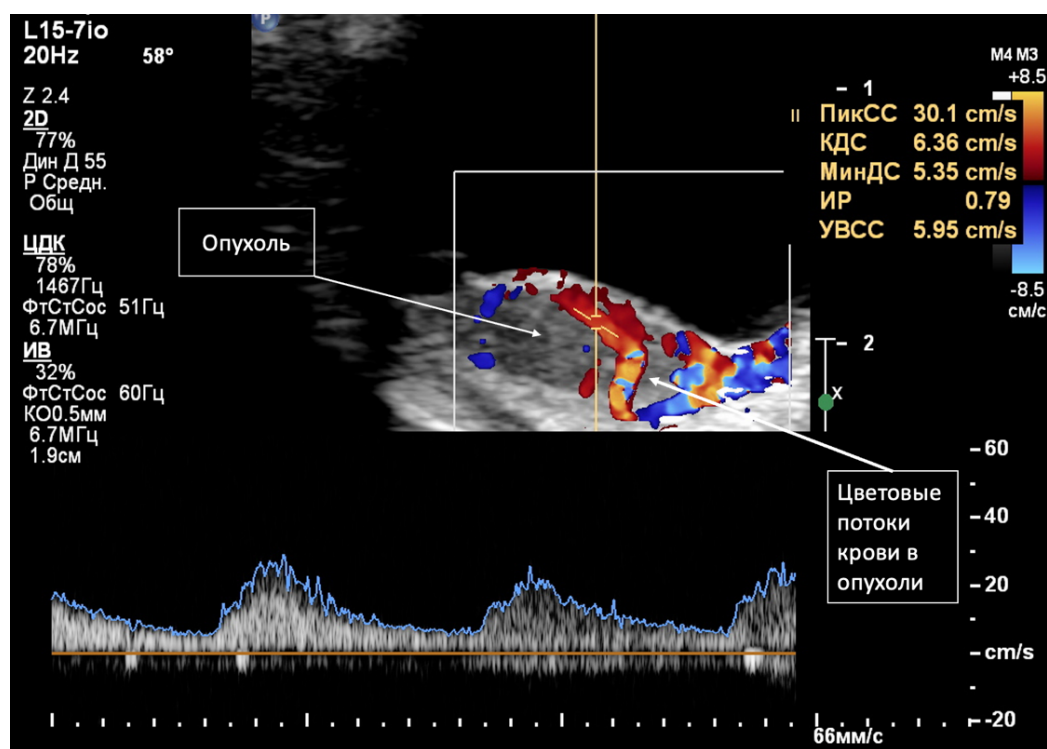 P
L15-7io
20Hz 58°
Z 2.4
2D
77%
Дин Д 55
Р Средн.
Общ
ЦДК
78%
1467Гц
ФтСтСос 51Гц
6.7МГц
ИВ
32%
ФтСтСос 60Гц
КО0.5мм
6.7МГц
1.9см
Опухоль
M4 M3
+8.5
1
II ПикСС 30.1 cm/s
КДС 6.36 cm/s
МинДС 5.35 cm/s
ИР 0.79
УВСС 5.95 cm/s
-8.5
см/с
2
x
Цветовые
потоки
крови в
опухоли
60
40
20
cm/s
-20
66мм/с